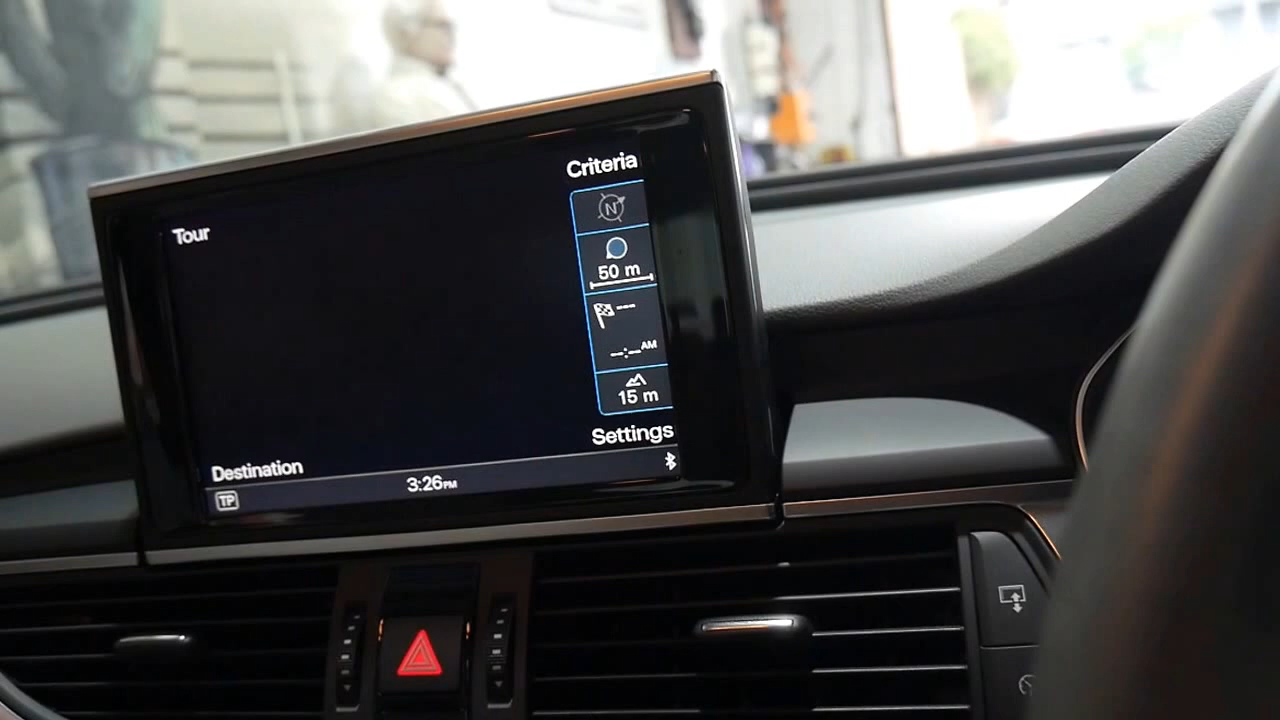 Criteria
N
Tour
50 m
---
--:-- AM
15 m
Settings
Destination
TP
3:26PM